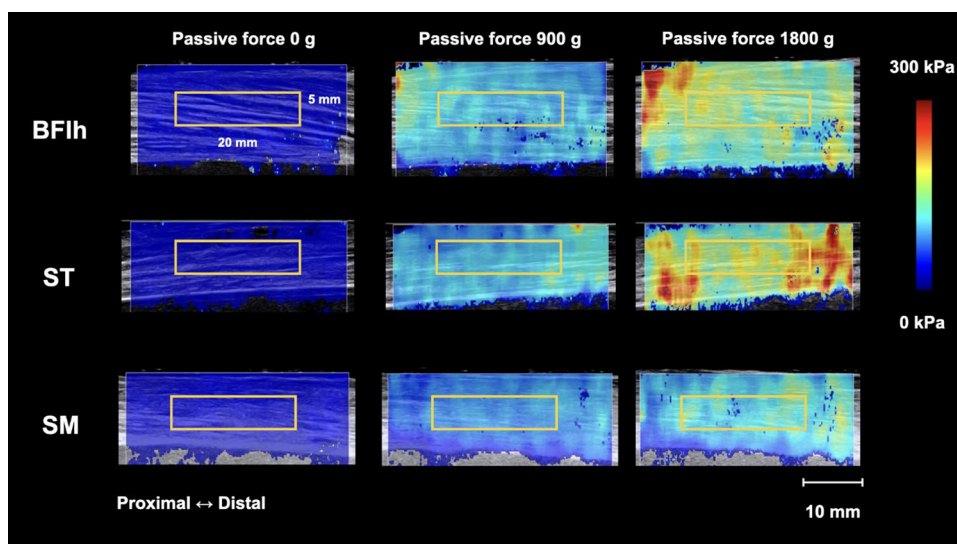 Passive force 0 g
Passive force 900 g
Passive force 1800 g
300 kPa
BFlh
5 mm
20 mm
ST
0 kPa
SM
Proximal ↔ Distal
10 mm